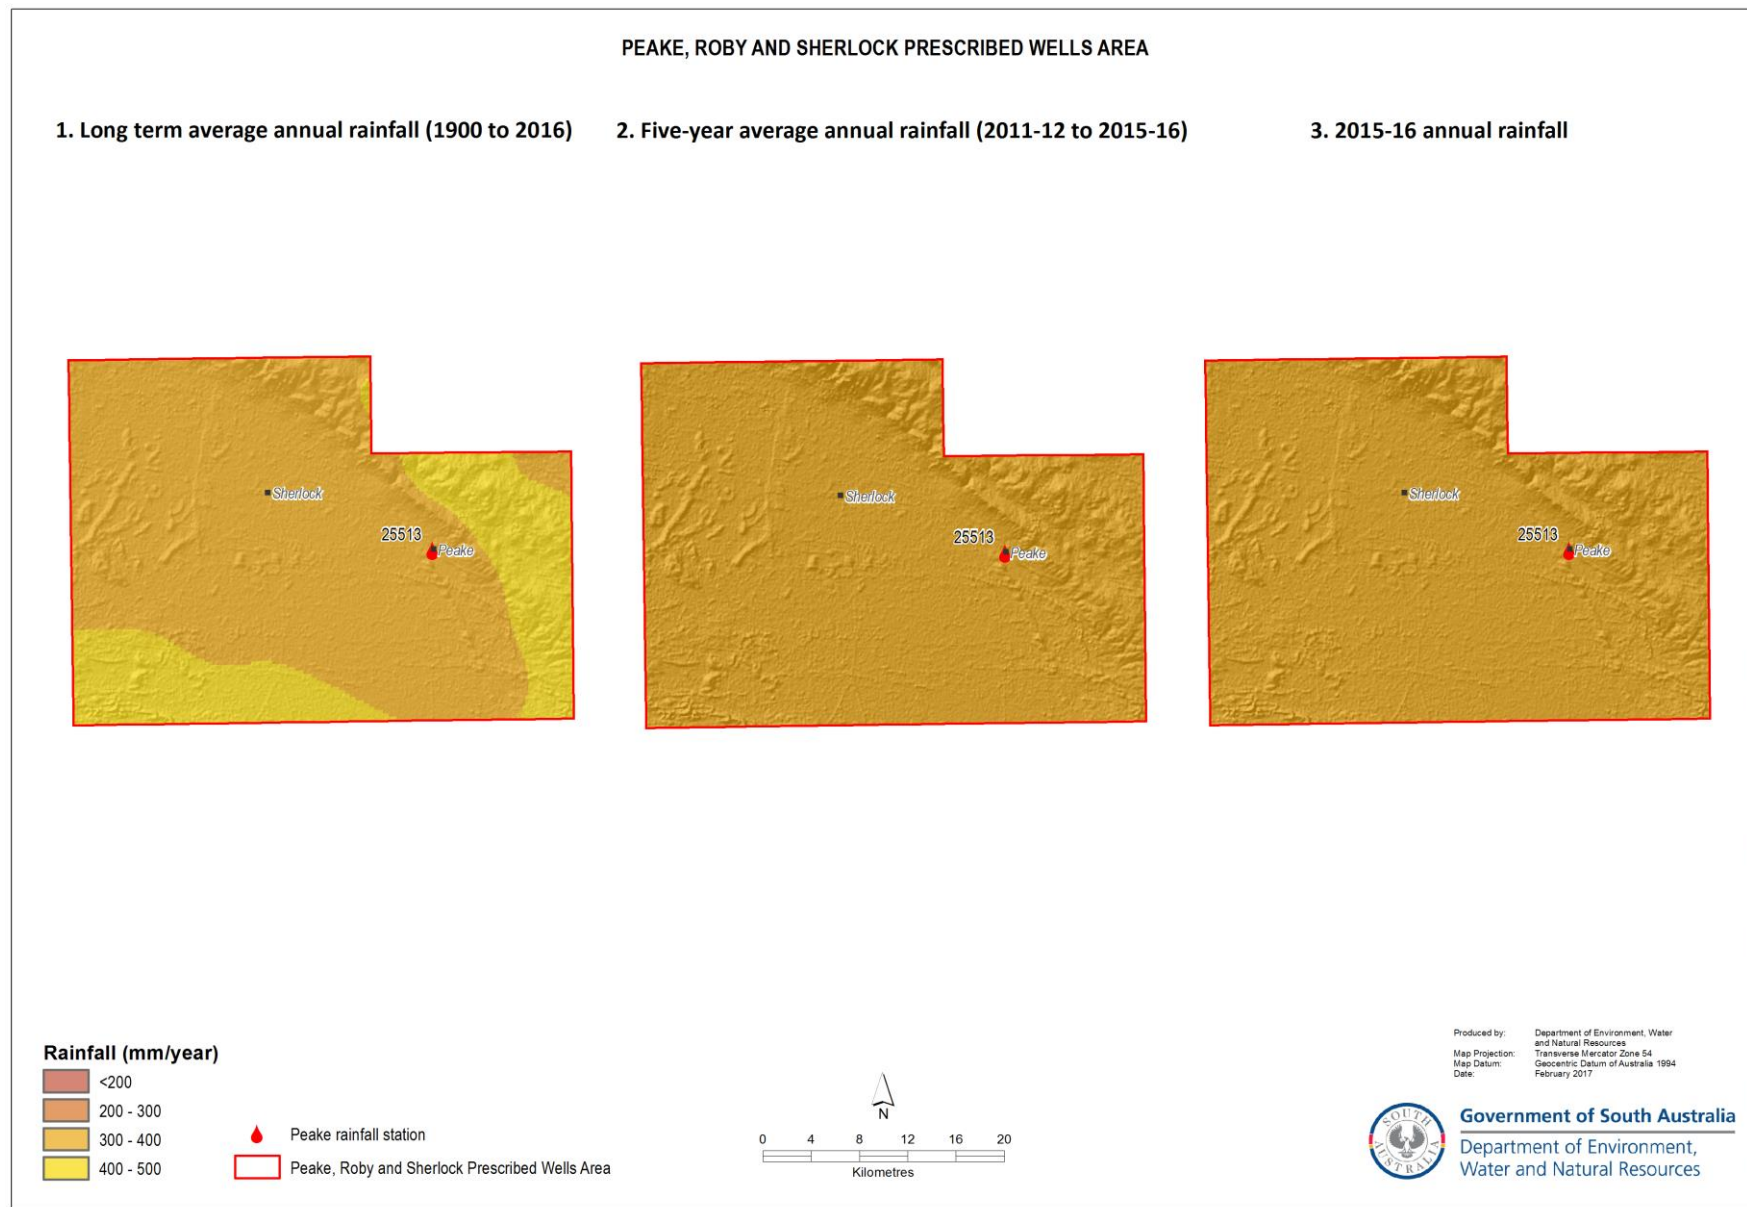 PEAKE, ROBY AND SHERLOCK PRESCRIBED WELLS AREA
1. Long term average annual rainfall (1900 to 2016)
2. Five-year average annual rainfall (2011-12 to 2015-16)
3. 2015-16 annual rainfall
Sherlock
25513
Peake
Sherlock
25513
Peake
Sherlock
25513
Peake
Rainfall (mm/year)
<200
200 - 300
300 - 400
400 - 500
Peake rainfall station
Peake, Roby and Sherlock Prescribed Wells Area
N
0 4 8 12 16 20
Kilometres
Produced by: Department of Environment, Water
and Natural Resources
Map Projection: Transverse Mercator Zone 54
Map Datum: Geocentric Datum of Australia 1994
Date: February 2017
SOUTH
AUSTRALIA
Government of South Australia
Department of Environment,
Water and Natural Resources